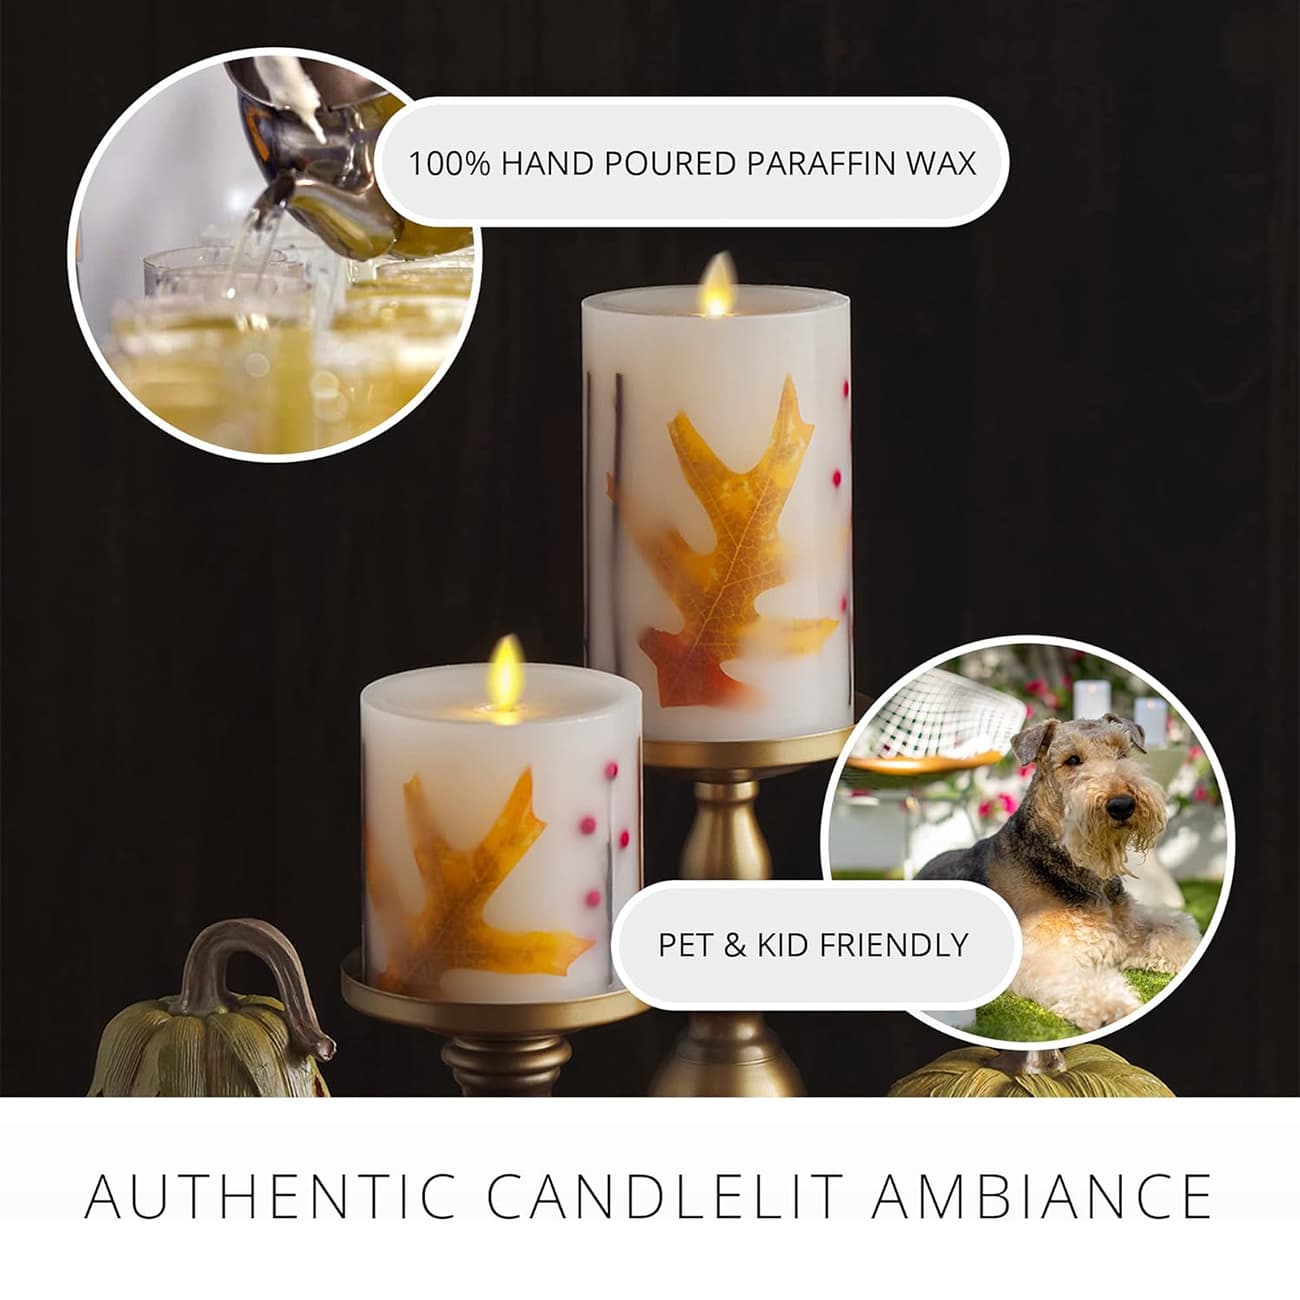 100% HAND POURED PARAFFIN WAX
PET & KID FRIENDLY
AUTHENTIC CANDLELIT AMBIANCE